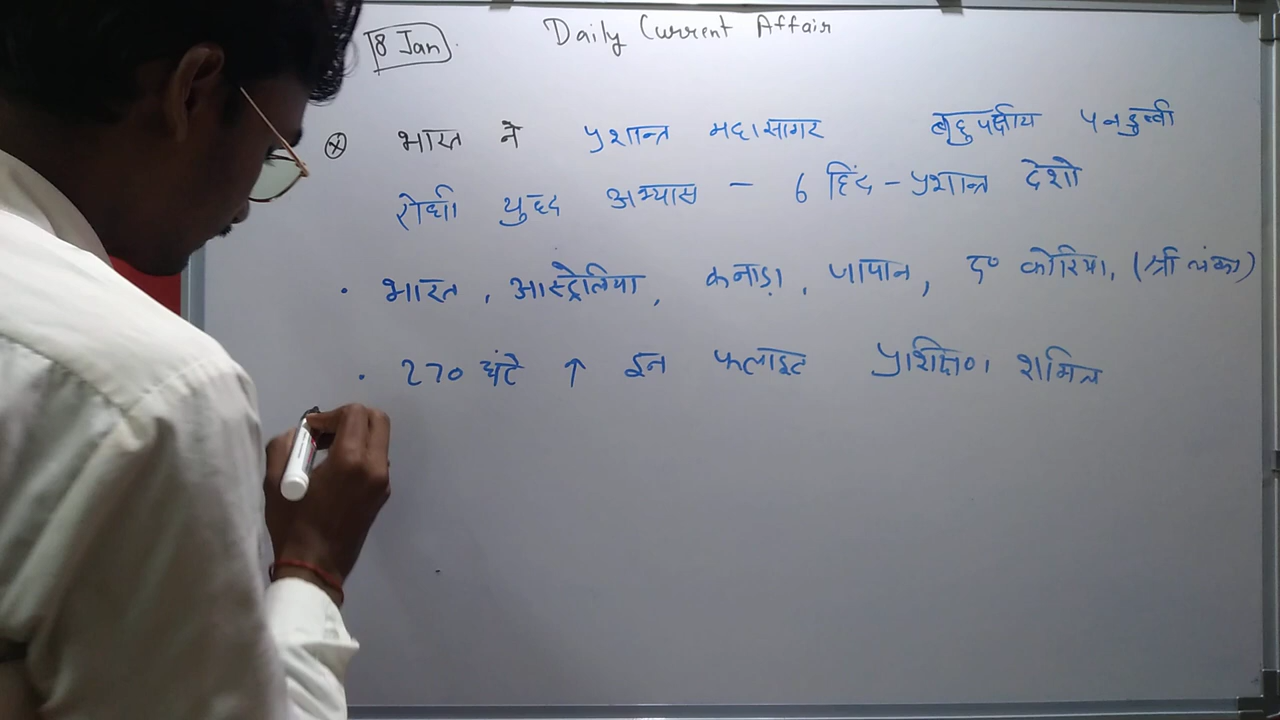 8 Jan Daily Current Affair
भारत ने प्रशान्त महासागर बहुपक्षीय पनडुब्बी
रोधी युध्द अभ्यास - 6 हिंद-प्रशान्त देशो
• भारत, आस्ट्रेलिया, कनाड़ा, जापान, द० कोरिया, (श्री लंका)
• 270 घंटे ↑ इन फलाइट प्रशिक्षण शमिल